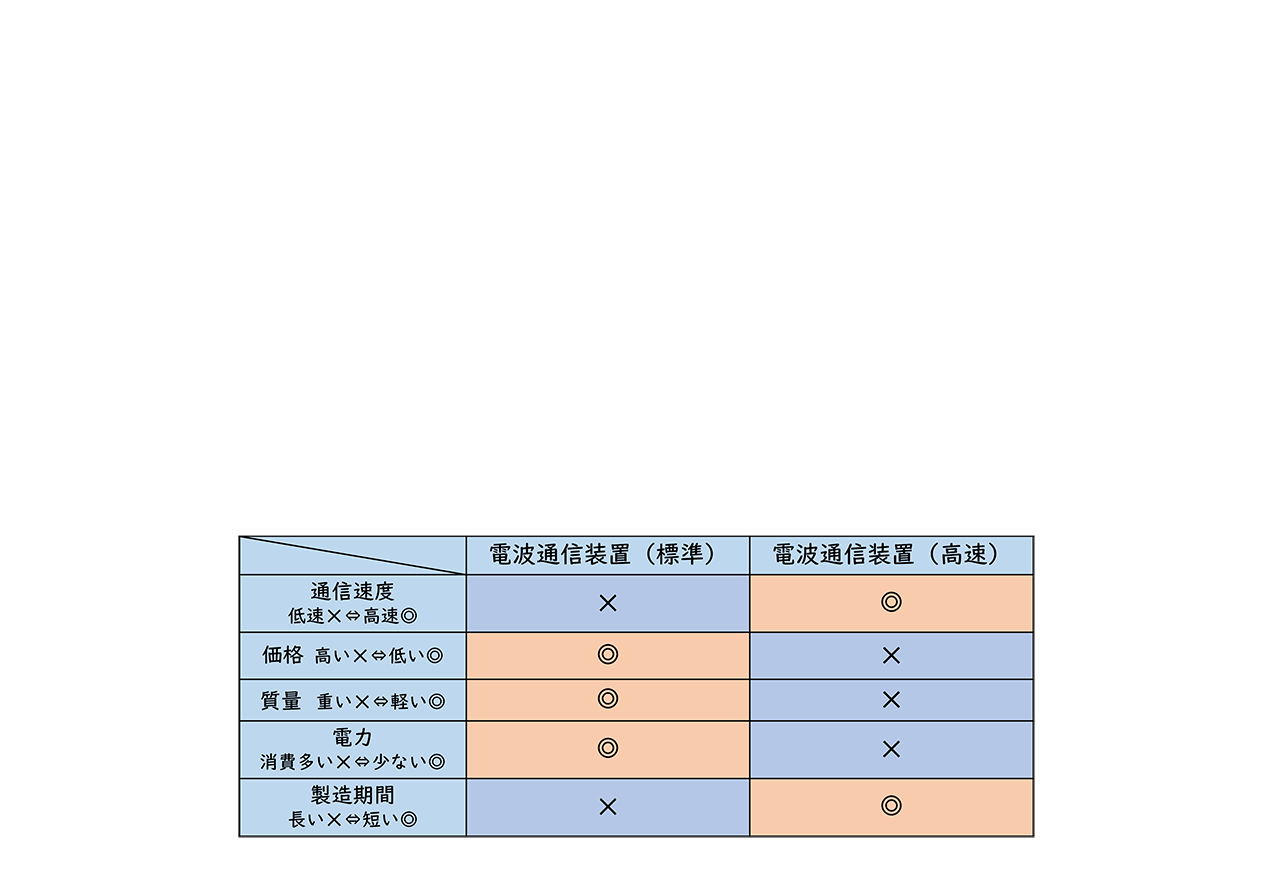 電波通信装置（標準） 電波通信装置（高速）
通信速度
低速×⇔高速◎
× ◎
価格 高い×⇔低い◎ ◎ ×
質量 重い×⇔軽い◎ ◎ ×
電力
消費多い×⇔少ない◎
◎ ×
製造期間
長い×⇔短い◎
× ◎